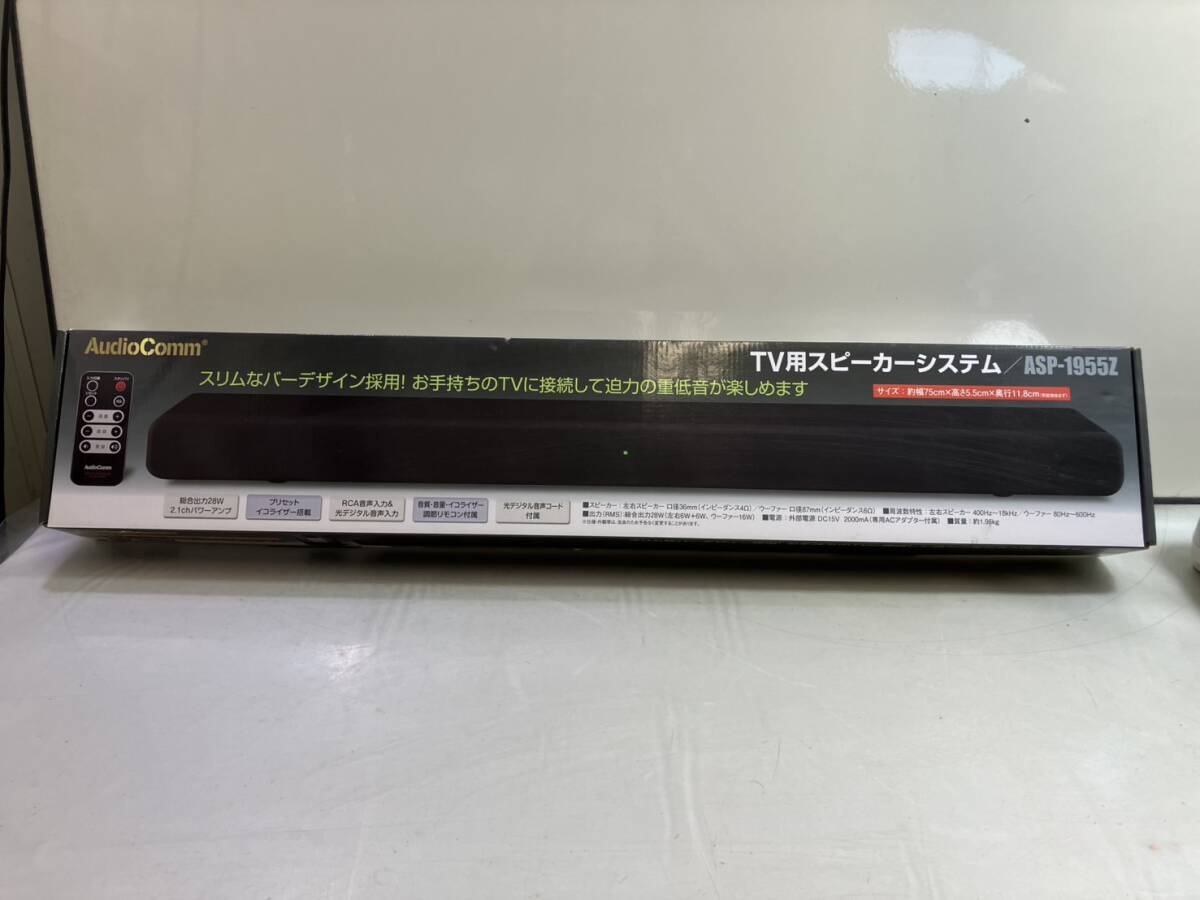 AudioComm®
TV用スピーカーシステム／ASP-1955Z
スリムなバーデザイン採用! お手持ちのTVに接続して迫力の重低音が楽しめます
サイズ：約幅75cm×高さ5.5cm×奥行11.8cm
AudioComm
総合出力28W
2.1chパワーアンプ
プリセット
イコライザー搭載
RCA音声入力&
光デジタル音声入力
音質・音量・イコライザー
調節リモコン付属
光デジタル音声コード
付属
■スピーカー：左右スピーカー 口径36mm(インピーダンス4Ω)／ウーファー 口径87mm(インピーダンス8Ω) ■周波数特性：左右スピーカー 400Hz〜18kHz／ウーファー 80Hz〜600Hz
■出力(RMS)：総合出力28W(左右6W+6W、ウーファー16W) ■電源：外部電源 DC15V 2000mA(専用ACアダプター付属) ■質量：約1.95kg